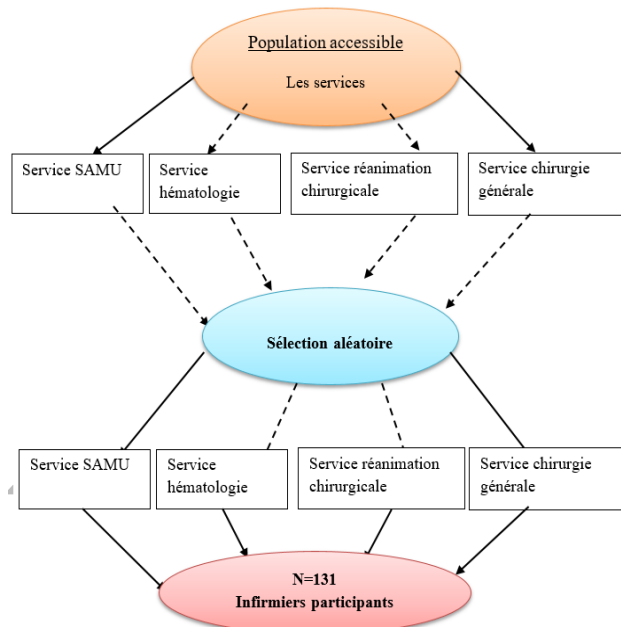 Population accessible
Les services
Service SAMU
Service
hématologie
Service réanimation
chirurgicale
Service chirurgie
générale
Sélection aléatoire
Service SAMU
Service
hématologie
Service réanimation
chirurgicale
Service chirurgie
générale
N=131
Infirmiers participants